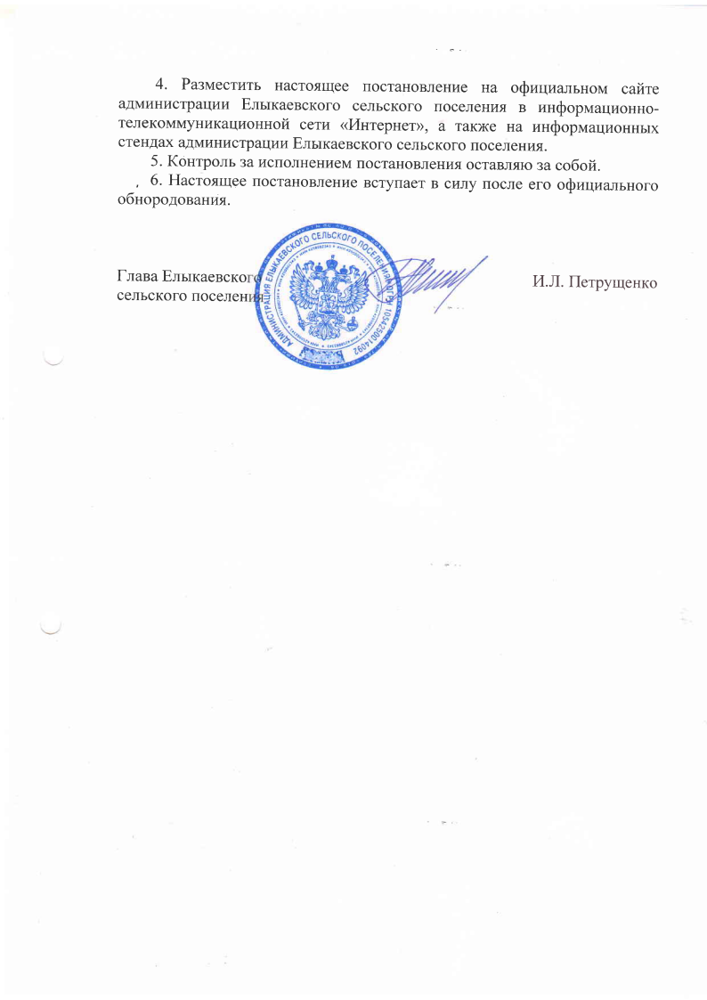 4. Разместить настоящее постановление на официальном сайте
администрации Елыкаевского сельского поселения в информационно-
телекоммуникационной сети «Интернет», а также на информационных
стендах администрации Елыкаевского сельского поселения.
5. Контроль за исполнением постановления оставляю за собой.
6. Настоящее постановление вступает в силу после его официального
обнородования.
Глава Елыкаевского
сельского поселения
И.Л. Петрущенко
АДМИНИСТРАЦИЯ ЕЛЫКАЕВСКОГО СЕЛЬСКОГО ПОСЕЛЕНИЯ ОГРН 1054250014092